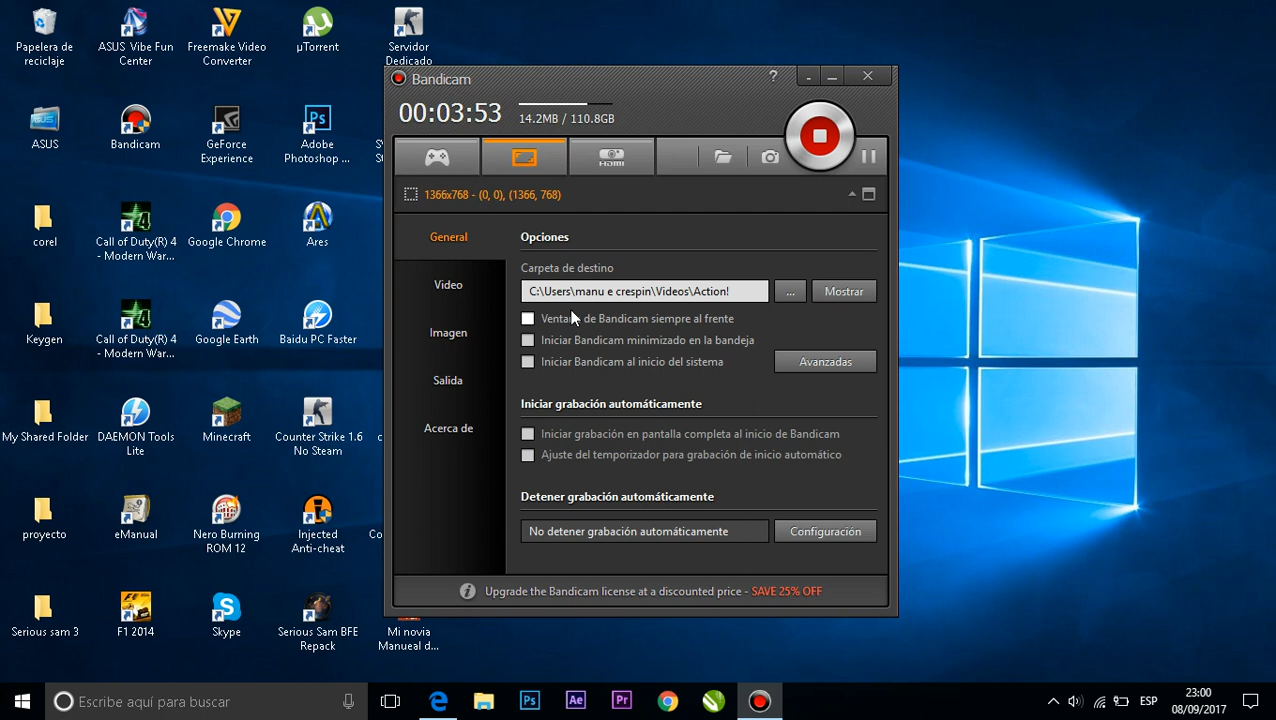 Papelera de
reciclaje
ASUS Vibe Fun
Center
Freemake Video
Converter
µTorrent
Servidor
Dedicado
ASUS
Bandicam
GeForce
Experience
Adobe
Photoshop ...
corel
Call of Duty(R) 4
- Modern War...
Google Chrome
Ares
Keygen
Call of Duty(R) 4
- Modern War...
Google Earth
Baidu PC Faster
My Shared Folder
DAEMON Tools
Lite
Minecraft
Counter Strike 1.6
No Steam
proyecto
eManual
Nero Burning
ROM 12
Injected
Anti-cheat
Serious sam 3
F1 2014
Skype
Serious Sam BFE
Repack
Mi novia
Manueal d...
Bandicam
?
00:03:53
14.2MB / 110.8GB
HDMI
1366x768 - (0, 0), (1366, 768)
General
Video
Imagen
Salida
Acerca de
Opciones
Carpeta de destino
C:\Users\manu e crespin\Videos\Action!
...
Mostrar
de Bandicam siempre al frente
Iniciar Bandicam minimizado en la bandeja
Iniciar Bandicam al inicio del sistema
Avanzadas
Iniciar grabación automáticamente
Iniciar grabación en pantalla completa al inicio de Bandicam
Ajuste del temporizador para grabación de inicio automático
Detener grabación automáticamente
No detener grabación automáticamente
Configuración
Upgrade the Bandicam license at a discounted price - SAVE 25% OFF
Escribe aquí para buscar
Ps
Ae
Pr
ESP
23:00
08/09/2017